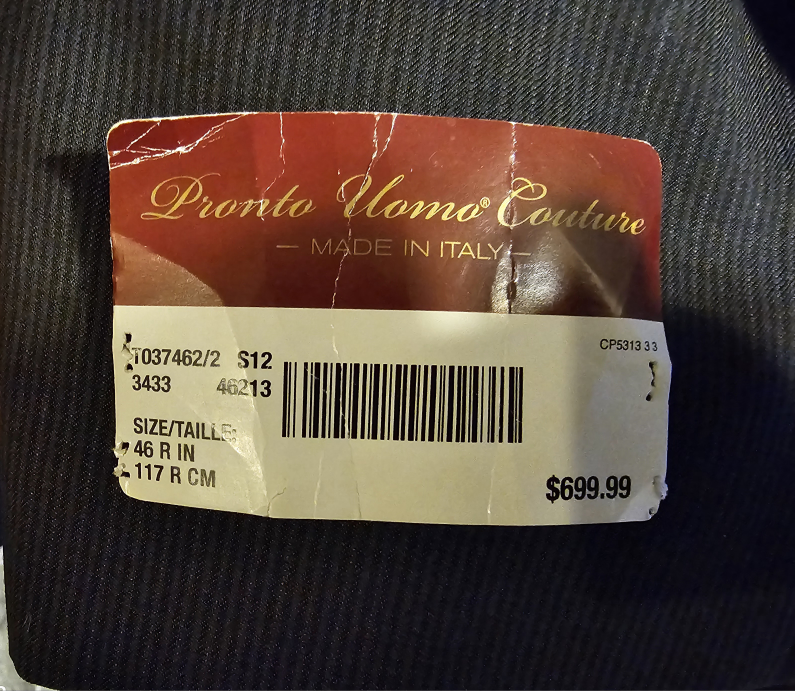 Pronto Uomo® Couture
— MADE IN ITALY —
CP5313 3 3
T037462/2 S12
3433 46213
SIZE/TAILLE:
46 R IN
117 R CM
$699.99